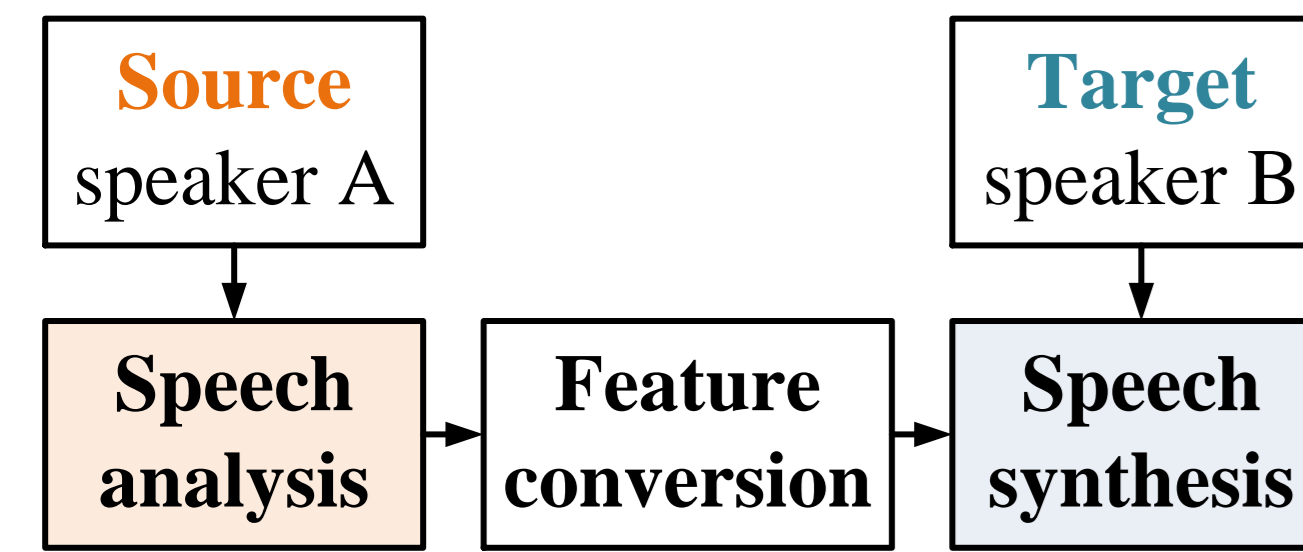 Source
speaker A
Target
speaker B
Speech
analysis
Feature
conversion
Speech
synthesis